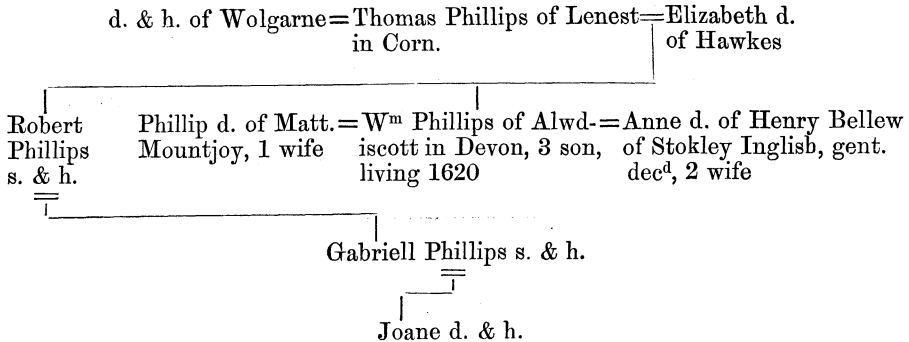 d. & h. of Wolgarne=Thomas Phillips of Lenest=Elizabeth d.
in Corn. of Hawkes
Robert Phillip d. of Matt.=Wm Phillips of Alwd-=Anne d. of Henry Bellew
Phillips Mountjoy, 1 wife iscott in Devon, 3 son, of Stokley Inglish, gent.
s. & h. living 1620 decd, 2 wife
Gabriell Phillips s. & h.
Joane d. & h.